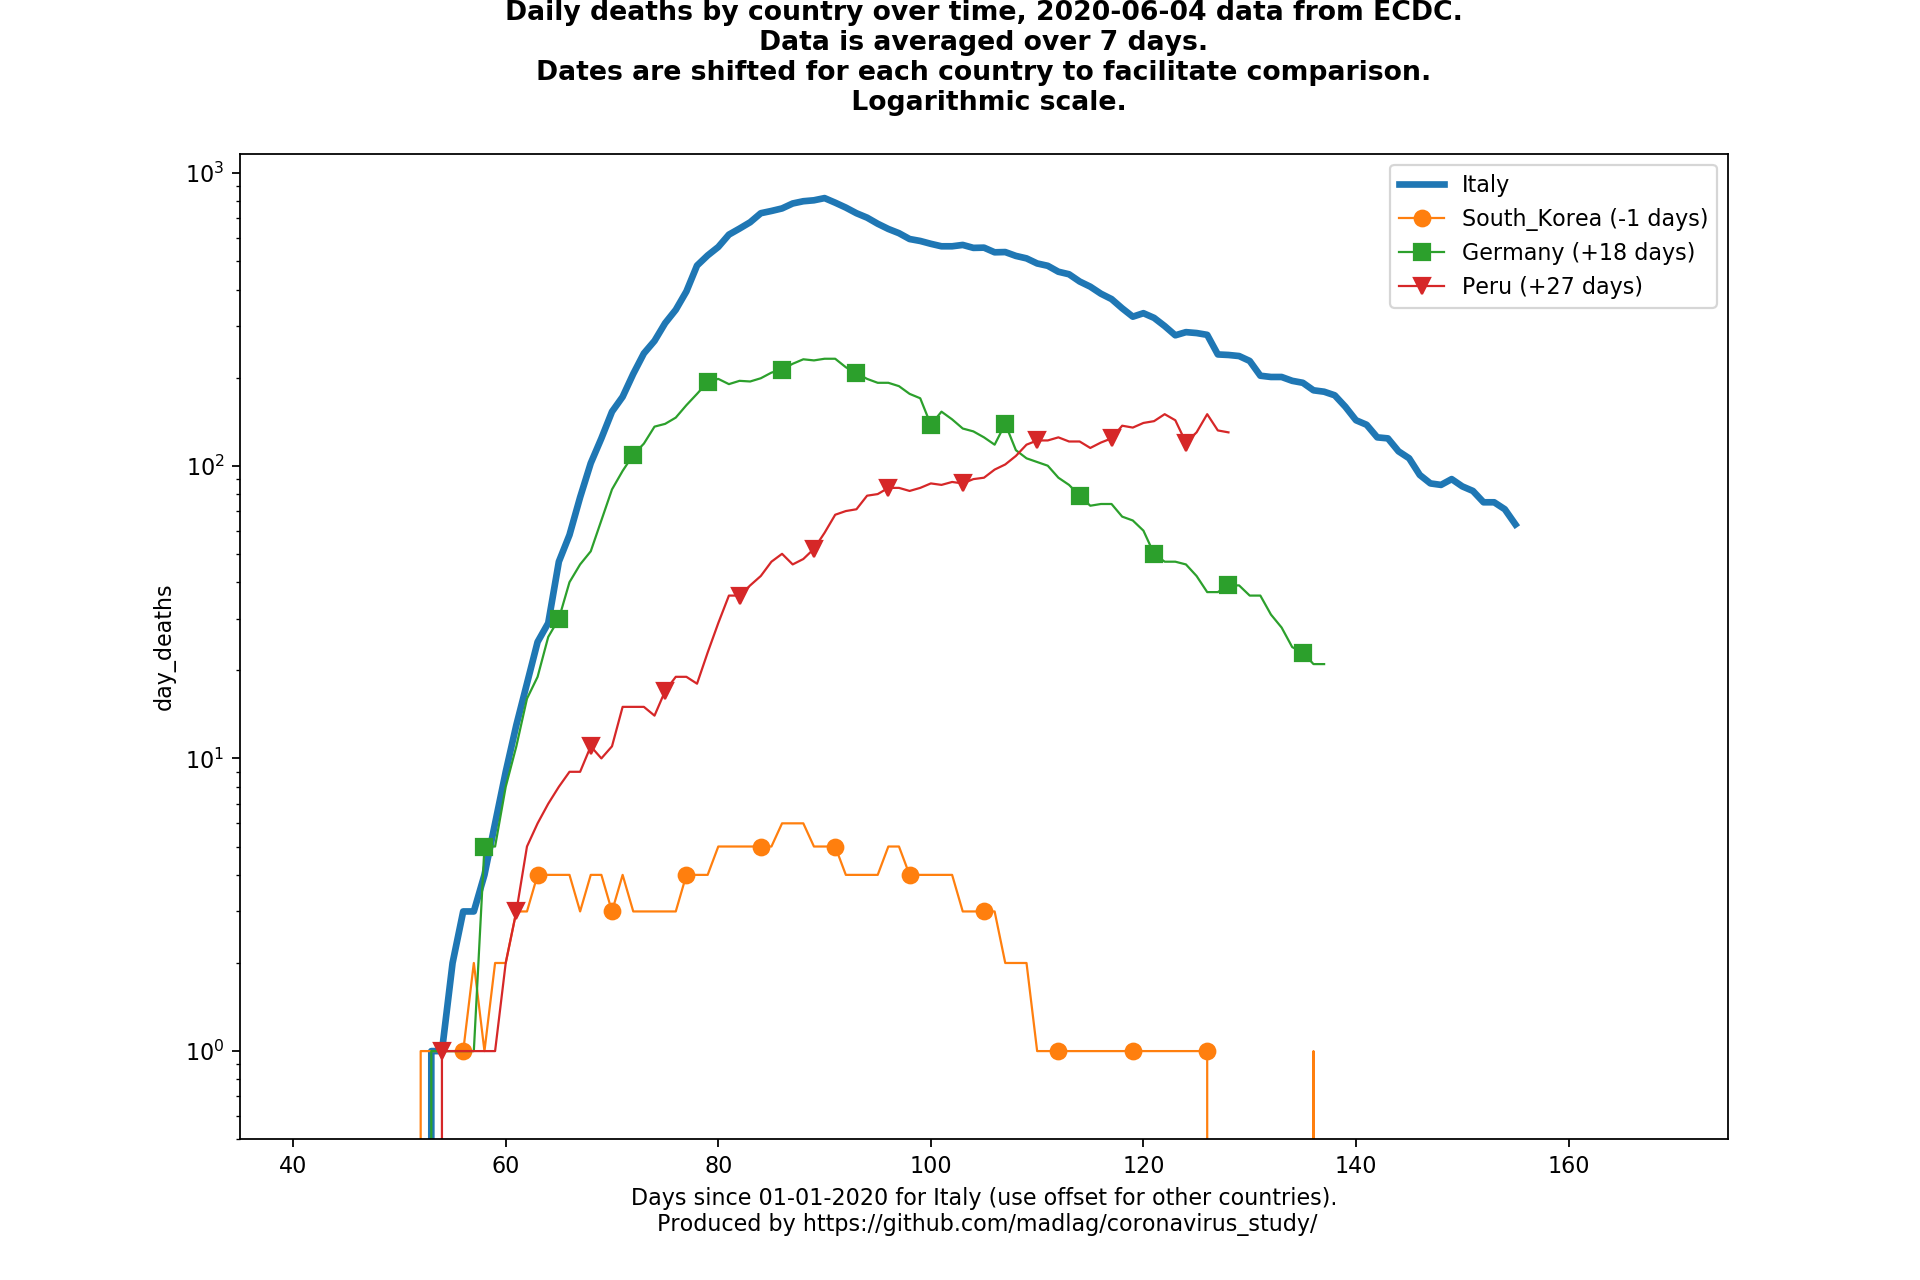 Daily deaths by country over time, 2020-06-04 data from ECDC.
Data is averaged over 7 days.
Dates are shifted for each country to facilitate comparison.
Logarithmic scale.
10³
10²
10¹
10⁰
day_deaths
Italy
South_Korea (-1 days)
Germany (+18 days)
Peru (+27 days)
40 60 80 100 120 140 160
Days since 01-01-2020 for Italy (use offset for other countries).
Produced by https://github.com/madlag/coronavirus_study/